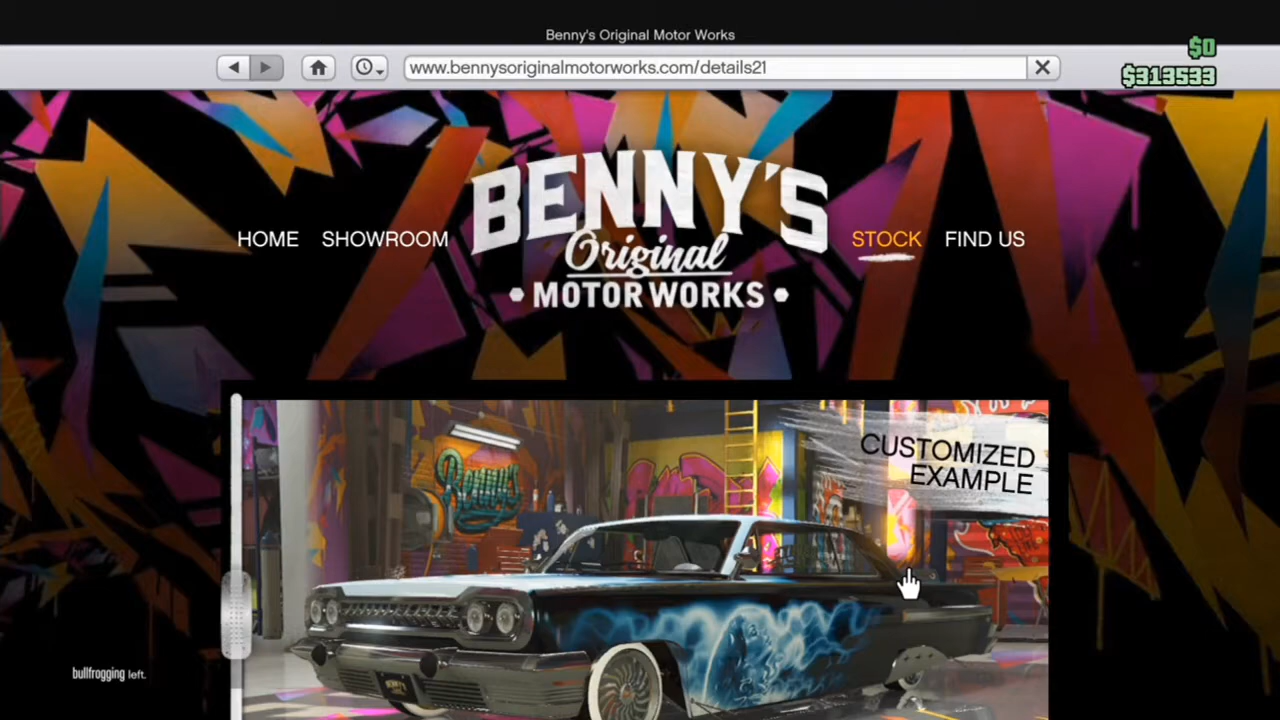 Benny's Original Motor Works
$0
www.bennysoriginalmotorworks.com/details21
$313533
BENNY'S
HOME SHOWROOM
STOCK FIND US
Original
MOTOR WORKS
CUSTOMIZED
EXAMPLE
bullfrogging left.